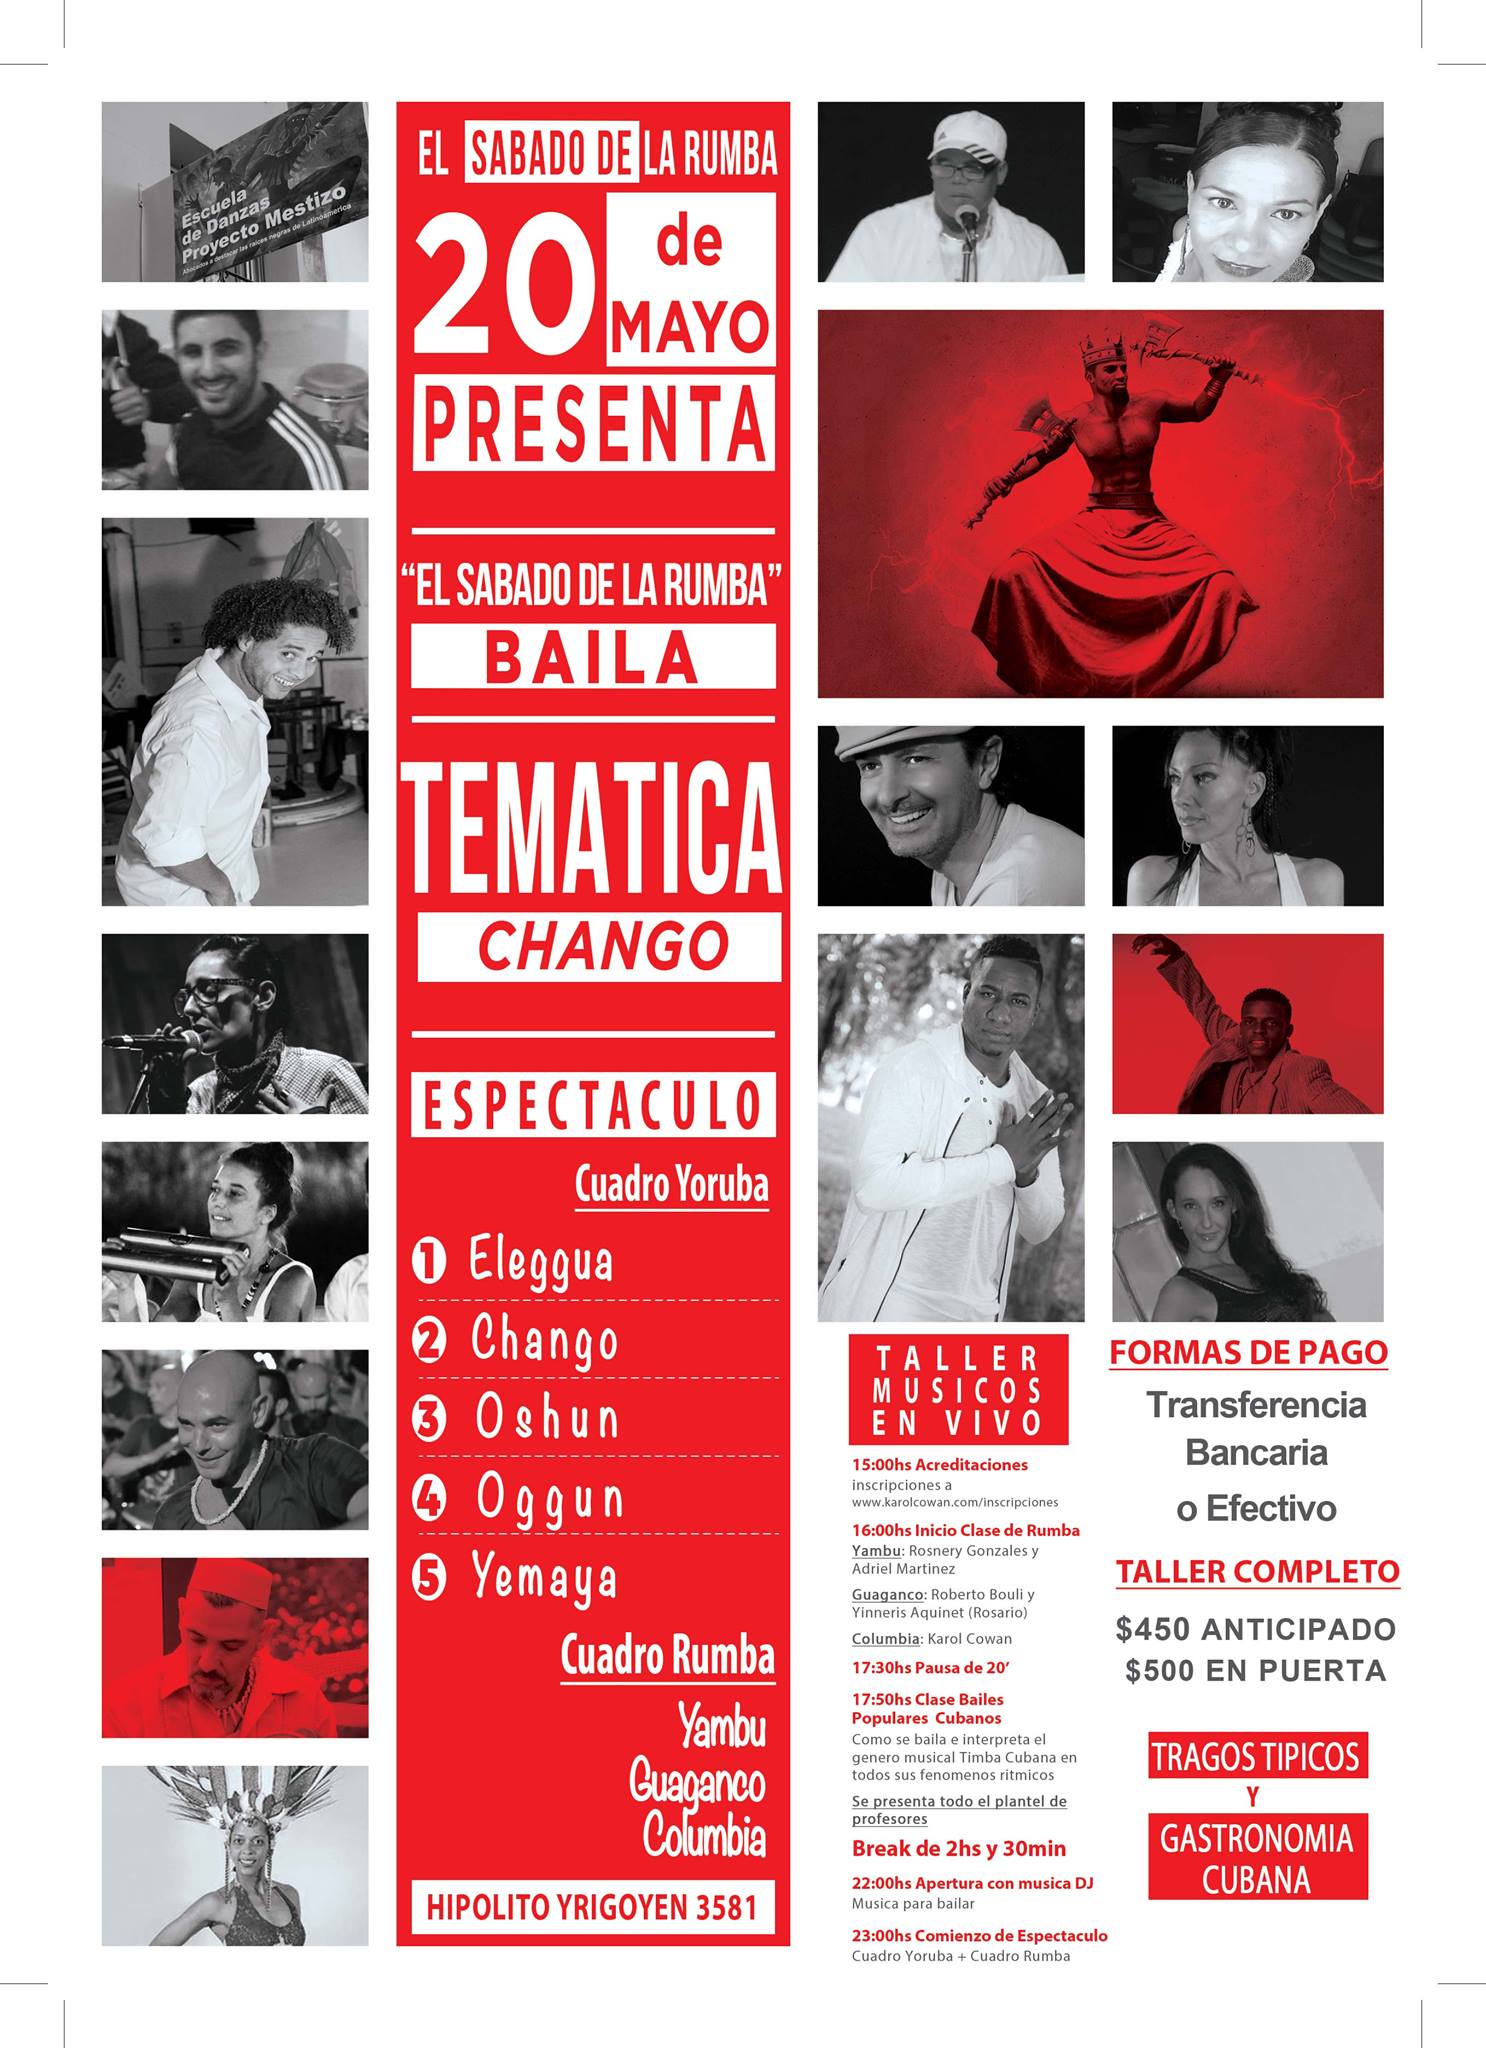 Escuela
de Danzas
Proyecto Mestizo
Abocados a destacar las raices negras de Latinoamerica
EL SABADO DE LA RUMBA
20 de
MAYO
PRESENTA
“EL SABADO DE LA RUMBA”
BAILA
TEMATICA
CHANGO
ESPECTACULO
Cuadro Yoruba
1 Eleggua
2 Chango
3 Oshun
4 Oggun
5 Yemaya
Cuadro Rumba
Yambu
Guaganco
Columbia
HIPOLITO YRIGOYEN 3581
TALLER
MUSICOS
EN VIVO
15:00hs Acreditaciones
inscripciones a
www.karolcowan.com/inscripciones
16:00hs Inicio Clase de Rumba
Yambu: Rosnery Gonzales y
Adriel Martinez
Guaganco: Roberto Bouli y
Yinneris Aquinet (Rosario)
Columbia: Karol Cowan
17:30hs Pausa de 20’
17:50hs Clase Bailes
Populares Cubanos
Como se baila e interpreta el
genero musical Timba Cubana en
todos sus fenomenos ritmicos
Se presenta todo el plantel de
profesores
Break de 2hs y 30min
22:00hs Apertura con musica DJ
Musica para bailar
23:00hs Comienzo de Espectaculo
Cuadro Yoruba + Cuadro Rumba
FORMAS DE PAGO
Transferencia
Bancaria
o Efectivo
TALLER COMPLETO
$450 ANTICIPADO
$500 EN PUERTA
TRAGOS TIPICOS
Y
GASTRONOMIA
CUBANA